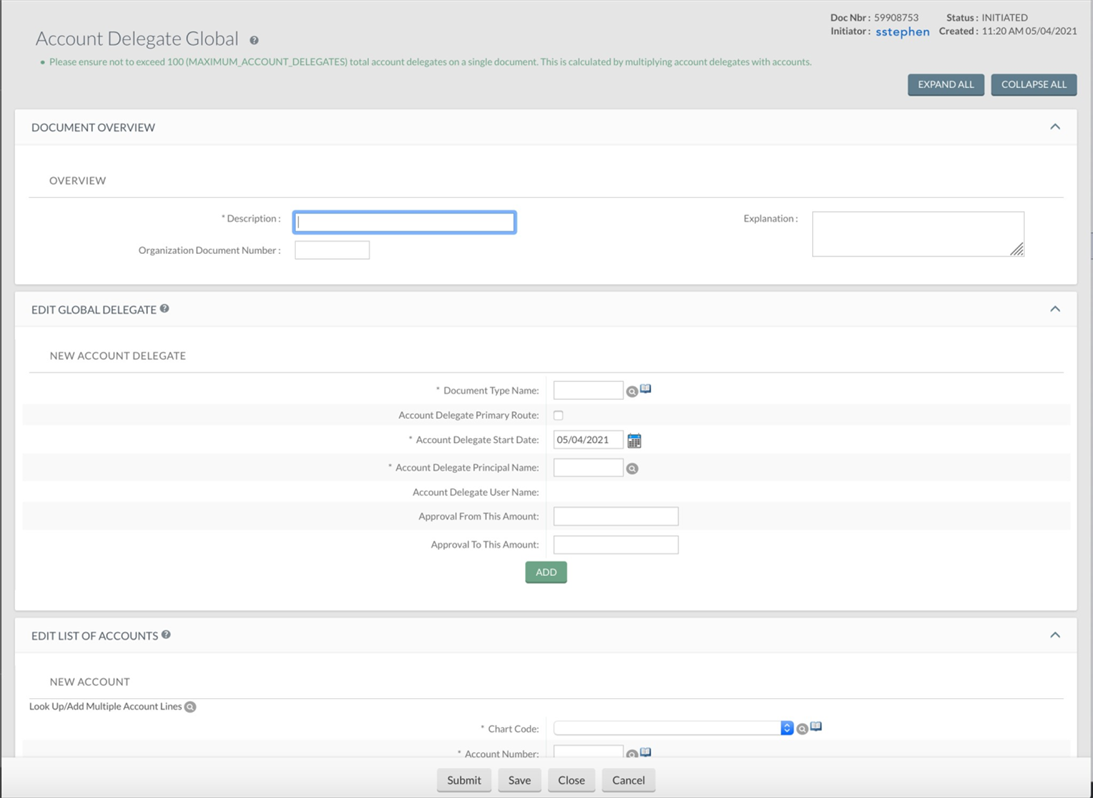 Doc Nbr : 59908753 Status : INITIATED
Account Delegate Global
Initiator : sstephen Created : 11:20 AM 05/04/2021
Please ensure not to exceed 100 (MAXIMUM_ACCOUNT_DELEGATES) total account delegates on a single document. This is calculated by multiplying account delegates with accounts.
EXPAND ALL COLLAPSE ALL
DOCUMENT OVERVIEW
OVERVIEW
* Description : Explanation :
Organization Document Number :
EDIT GLOBAL DELEGATE
NEW ACCOUNT DELEGATE
* Document Type Name:
Account Delegate Primary Route:
* Account Delegate Start Date: 05/04/2021
* Account Delegate Principal Name:
Account Delegate User Name:
Approval From This Amount:
Approval To This Amount:
ADD
EDIT LIST OF ACCOUNTS
NEW ACCOUNT
Look Up/Add Multiple Account Lines
* Chart Code:
* Account Number:
Submit Save Close Cancel